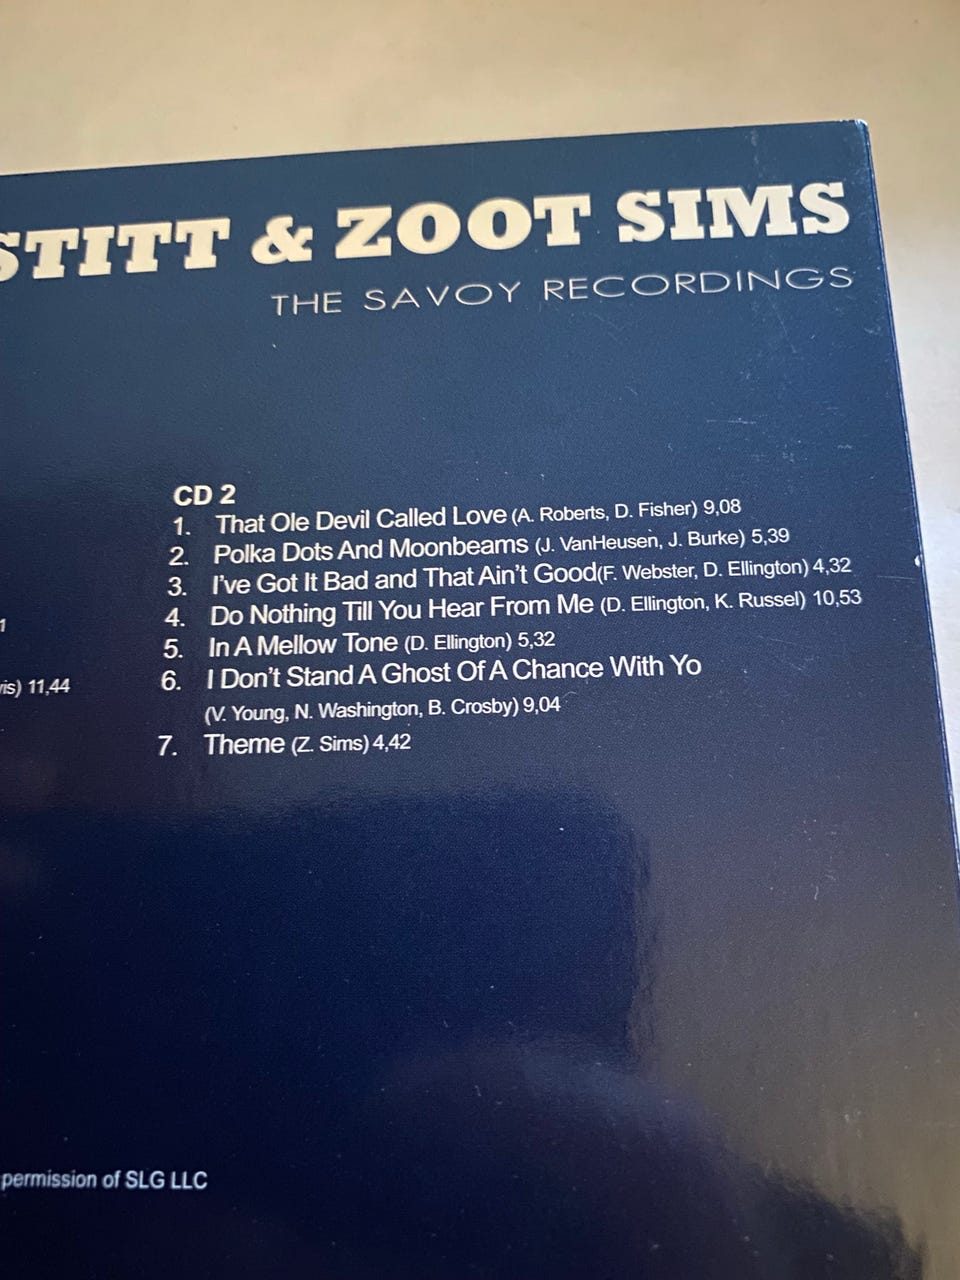 STITT & ZOOT SIMS
THE SAVOY RECORDINGS
CD 2
1. That Ole Devil Called Love (A. Roberts, D. Fisher) 9,08
2. Polka Dots And Moonbeams (J. VanHeusen, J. Burke) 5,39
3. I've Got It Bad and That Ain't Good(F. Webster, D. Ellington) 4,32
4. Do Nothing Till You Hear From Me (D. Ellington, K. Russel) 10,53
1
5. In A Mellow Tone (D. Ellington) 5,32
6. I Don't Stand A Ghost Of A Chance With Yo
vis) 11,44
(V. Young, N. Washington, B. Crosby) 9,04
7. Theme (Z. Sims) 4,42
permission of SLG LLC